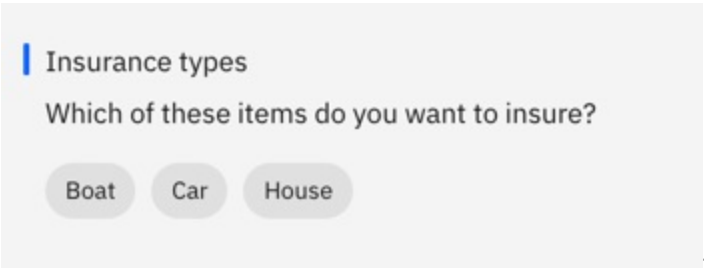 Insurance types
Which of these items do you want to insure?
Boat Car House